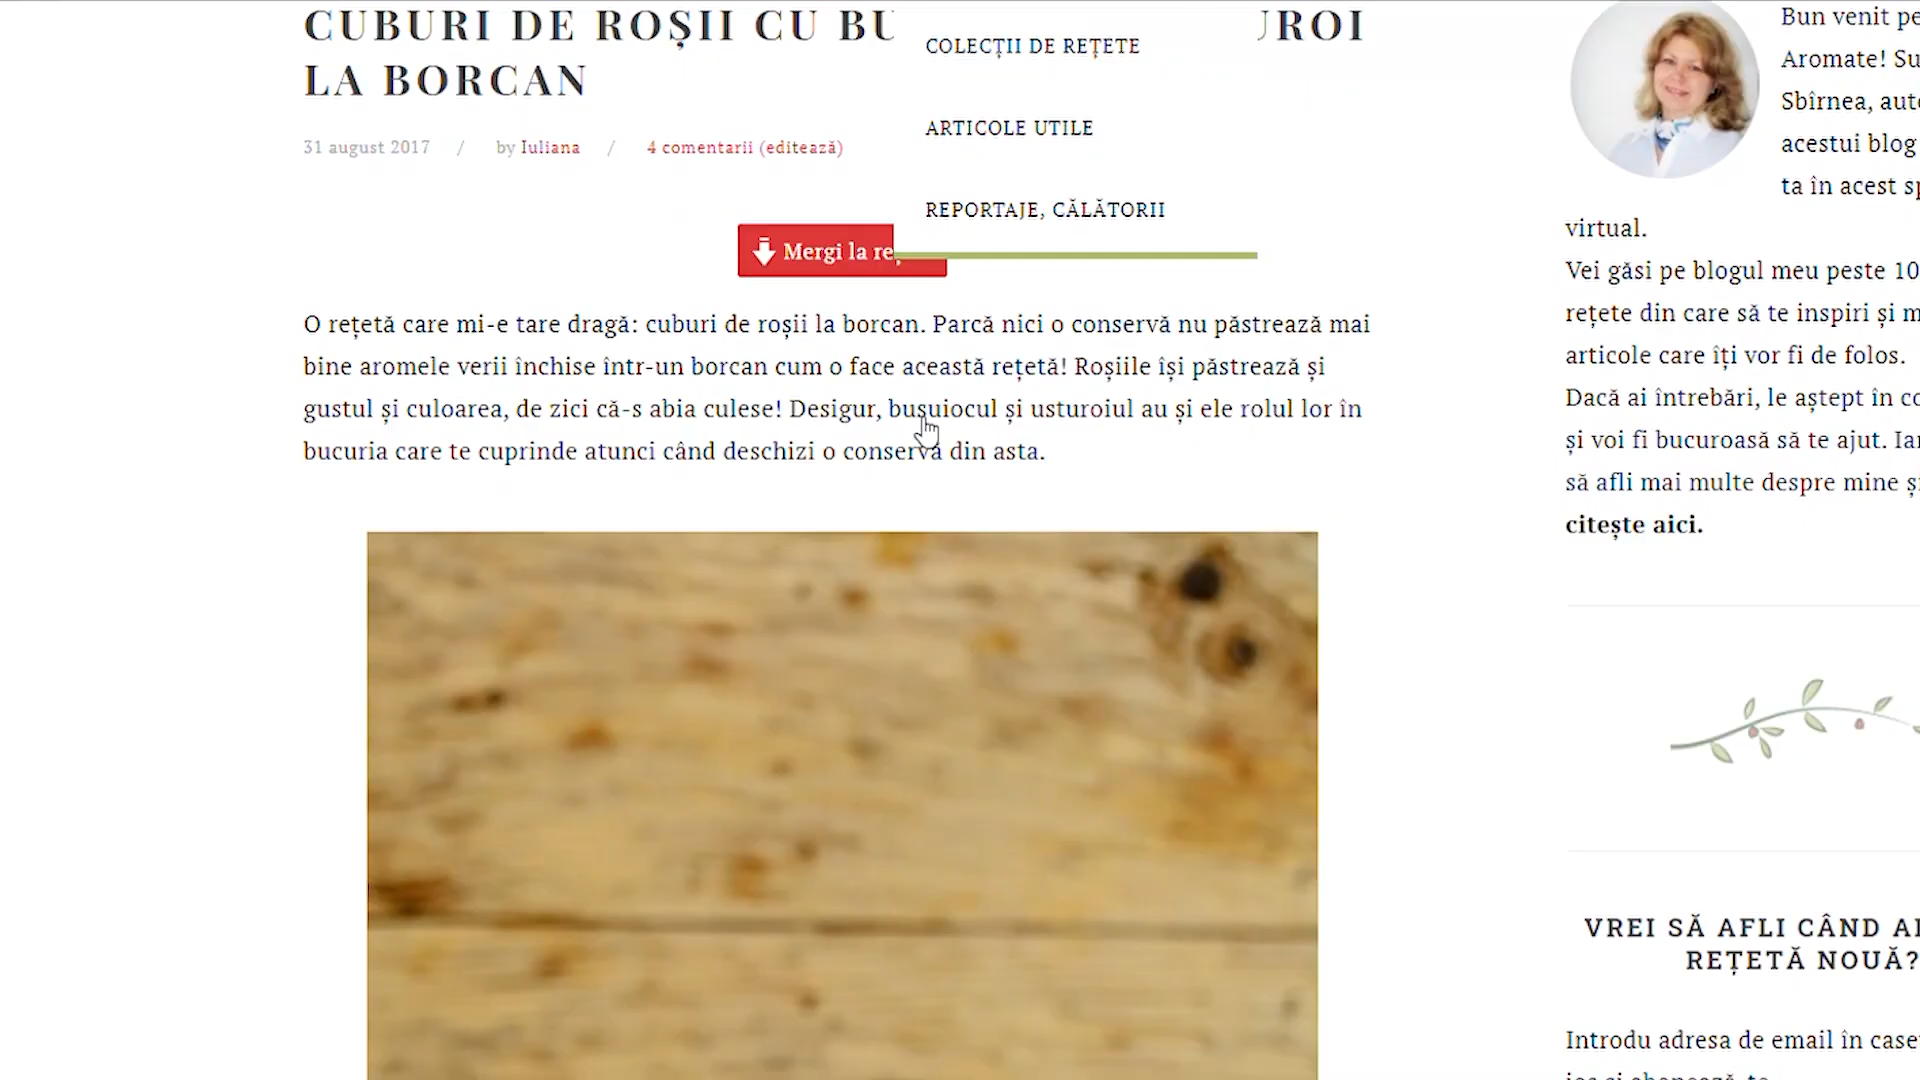 CUBURI DE ROȘII CU
LA BORCAN
31 august 2017 / by Iuliana / 4 comentarii (editează)
COLECȚII DE REȚETE
ARTICOLE UTILE
REPORTAJE, CĂLĂTORII
Mergi la
O rețetă care mi-e tare dragă: cuburi de roșii la borcan. Parcă nici o conservă nu păstrează mai
bine aromele verii închise într-un borcan cum o face această rețetă! Roșiile își păstrează și
gustul și culoarea, de zici că-s abia culese! Desigur, busuiocul și usturoiul au și ele rolul lor în
bucuria care te cuprinde atunci când deschizi o conservă din asta.
Bun venit pe
Aromate! Su
Sbîrnea, aut
acestui blog
ta în acest sp
virtual.
Vei găsi pe blogul meu peste 10
rețete din care să te inspiri și m
articole care îți vor fi de folos.
Dacă ai întrebări, le aștept în co
și voi fi bucuroasă să te ajut. Iar
să afli mai multe despre mine ș
citește aici.
VREI SĂ AFLI CÂND
REȚETĂ NOUĂ?
Introdu adresa de email în case